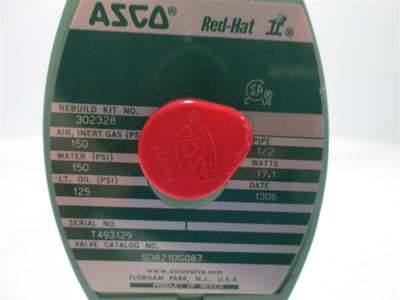 ASCO® Red-Hat II®
SA® C US
REBUILD KIT NO.
302328
AIR, INERT GAS (PS
150
PIPE
1/2
WATER (PSI)
150
WATTS
17.1
LT. OIL (PSI)
125
DATE
1306
SERIAL NO.
T493129
VALVE CATALOG NO.
SD8210G087
www.ascovalve.com
FLORHAM PARK, N.J., U.S.A.
PRODUCT OF MEXICO